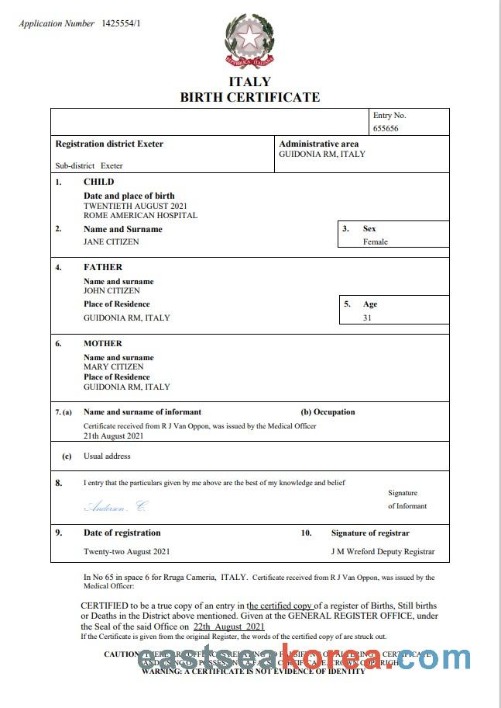 Application Number 1425554/1
ITALY
BIRTH CERTIFICATE
Entry No.
655656
Registration district Exeter
Administrative area
GUIDONIA RM, ITALY
Sub-district Exeter
1. CHILD
Date and place of birth
TWENTIETH AUGUST 2021
ROME AMERICAN HOSPITAL
2. Name and Surname
JANE CITIZEN
3. Sex
Female
4. FATHER
Name and surname
JOHN CITIZEN
Place of Residence
GUIDONIA RM, ITALY
5. Age
31
6. MOTHER
Name and surname
MARY CITIZEN
Place of Residence
GUIDONIA RM, ITALY
7. (a) Name and surname of informant (b) Occupation
Certificate received from R J Van Oppon, was issued by the Medical Officer
21th August 2021
(c) Usual address
8. I entry that the particulars given by me above are the best of my knowledge and belief
Signature
of Informant
Anderson. C.
9. Date of registration
Twenty-two August 2021
10. Signature of registrar
J M Wreford Deputy Registrar
In No 65 in space 6 for Rruga Cameria, ITALY. Certificate received from R J Van Oppon, was issued by the
Medical Officer:
CERTIFIED to be a true copy of an entry in the certified copy of a register of Births, Still births
or Deaths in the District above mentioned. Given at the GENERAL REGISTER OFFICE, under
the Seal of the said Office on 22th August 2021
If the Certificate is given from the original Register, the words of the certified copy of are struck out.
CAUTION
CERTIFICATE
WARNING: A CERTIFICATE IS NOT EVIDENCE OF IDENTITY
korea.com